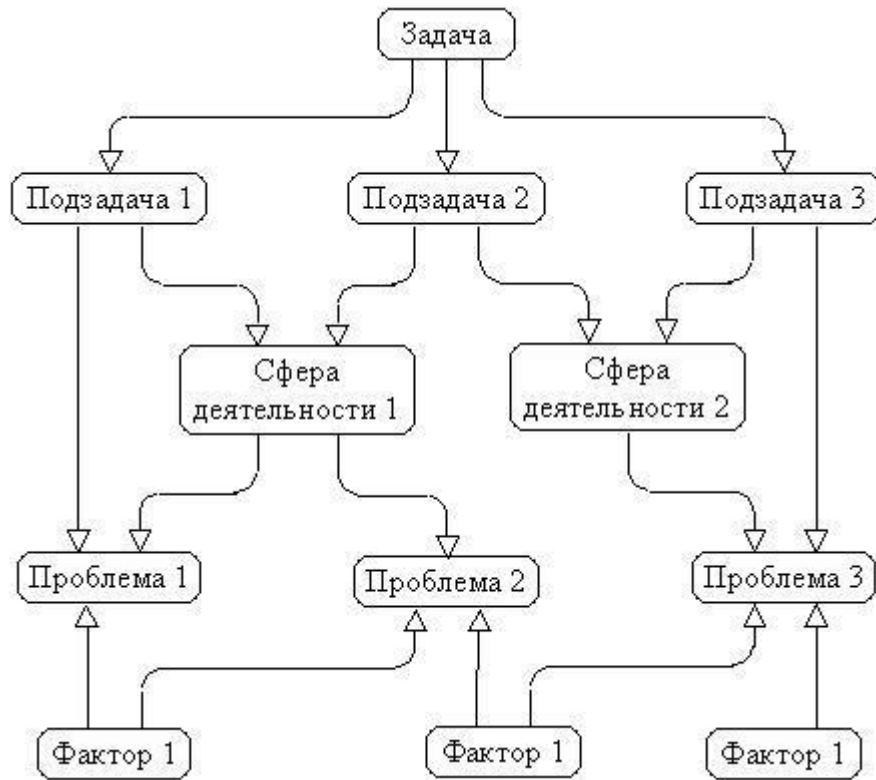 Задача
Подзадача 1
Подзадача 2
Подзадача 3
Сфера
деятельности 1
Сфера
деятельности 2
Проблема 1
Проблема 2
Проблема 3
Фактор 1
Фактор 1
Фактор 1